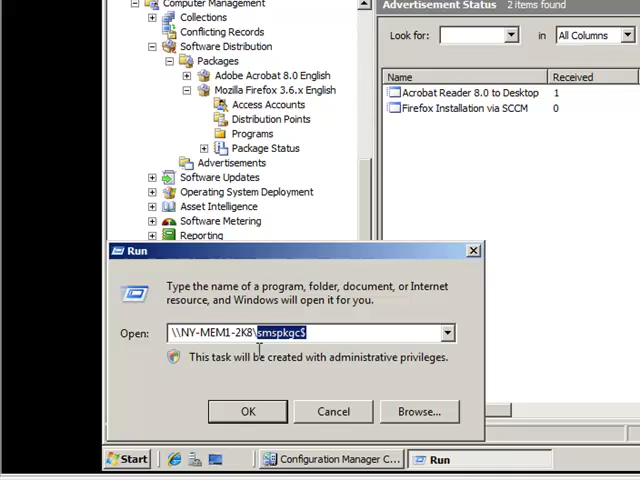 Computer Management
Collections
Conflicting Records
Software Distribution
Packages
Adobe Acrobat 8.0 English
Mozilla Firefox 3.6.x English
Access Accounts
Distribution Points
Programs
Package Status
Advertisements
Software Updates
Operating System Deployment
Asset Intelligence
Software Metering
Reporting
Advertisement Status 2 items found
Look for: in All Columns
Name Received
Acrobat Reader 8.0 to Desktop 1
Firefox Installation via SCCM 0
Run
Type the name of a program, folder, document, or Internet
resource, and Windows will open it for you.
Open: \\NY-MEM1-2K8\smspkgc$
This task will be created with administrative privileges.
OK Cancel Browse...
Start Configuration Manager C... Run